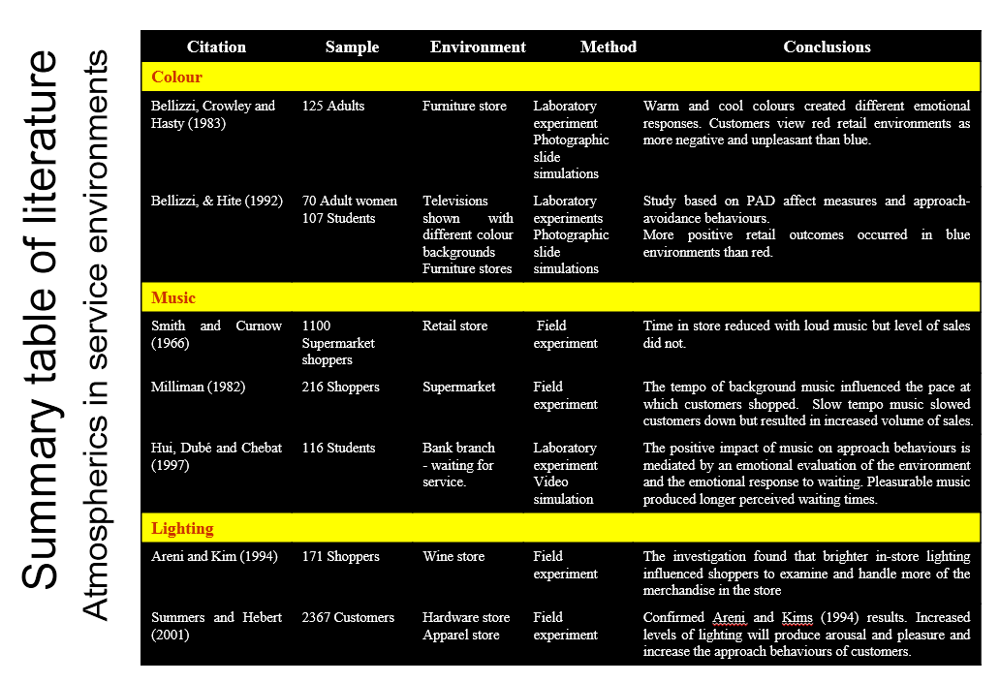 Summary table of literature
Atmospherics in service environments
Citation Sample Environment Method Conclusions
Colour
Bellizzi, Crowley and
Hasty (1983)
125 Adults
Furniture store
Laboratory
experiment
Photographic
slide
simulations
Warm and cool colours created different emotional
responses. Customers view red retail environments as
more negative and unpleasant than blue.
Bellizzi, & Hite (1992)
70 Adult women
107 Students
Televisions
shown with
different colour
backgrounds
Furniture stores
Laboratory
experiments
Photographic
slide
simulations
Study based on PAD affect measures and approach-
avoidance behaviours.
More positive retail outcomes occurred in blue
environments than red.
Music
Smith and Curnow
(1966)
1100
Supermarket
shoppers
Retail store
Field
experiment
Time in store reduced with loud music but level of sales
did not.
Milliman (1982)
216 Shoppers
Supermarket
Field
experiment
The tempo of background music influenced the pace at
which customers shopped. Slow tempo music slowed
customers down but resulted in increased volume of sales.
Hui, Dubé and Chebat
(1997)
116 Students
Bank branch
- waiting for
service.
Laboratory
experiment
Video
simulation
The positive impact of music on approach behaviours is
mediated by an emotional evaluation of the environment
and the emotional response to waiting. Pleasurable music
produced longer perceived waiting times.
Lighting
Areni and Kim (1994)
171 Shoppers
Wine store
Field
experiment
The investigation found that brighter in-store lighting
influenced shoppers to examine and handle more of the
merchandise in the store
Summers and Hebert
(2001)
2367 Customers
Hardware store
Apparel store
Field
experiment
Confirmed Areni and Kims (1994) results. Increased
levels of lighting will produce arousal and pleasure and
increase the approach behaviours of customers.